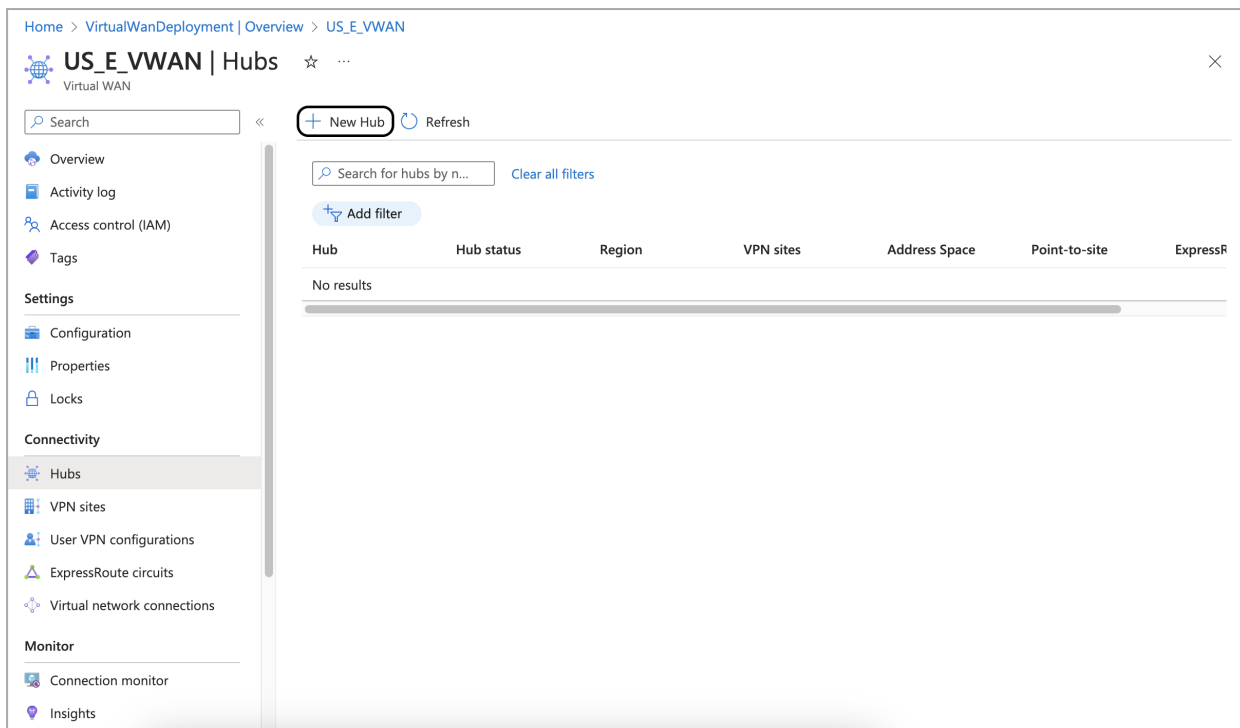 Home > VirtualWanDeployment | Overview > US_E_VWAN
US_E_VWAN | Hubs ☆ ...
Virtual WAN
Search
«
Overview
Activity log
Access control (IAM)
Tags
Settings
Configuration
Properties
Locks
Connectivity
Hubs
VPN sites
User VPN configurations
ExpressRoute circuits
Virtual network connections
Monitor
Connection monitor
Insights
New Hub Refresh
Search for hubs by n... Clear all filters
Add filter
Hub Hub status Region VPN sites Address Space Point-to-site ExpressR
No results